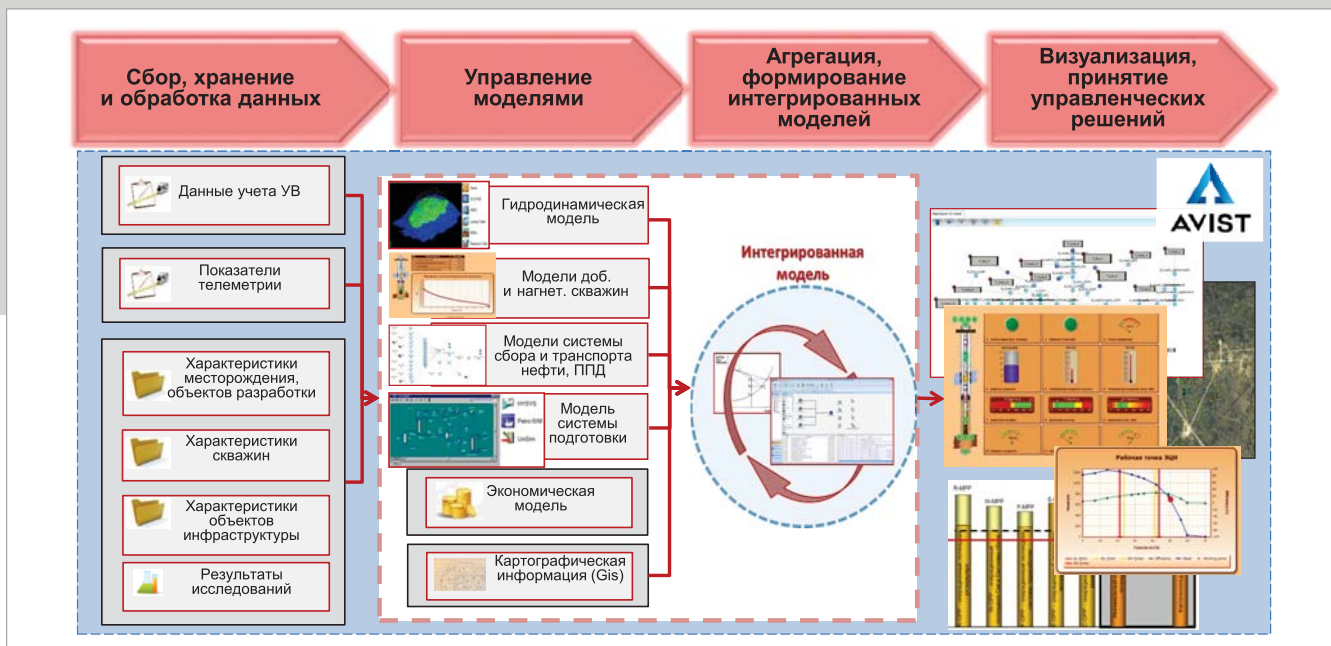 Сбор, хранение
и обработка данных
Управление
моделями
Агрегация,
формирование
интегрированных
моделей
Визуализация,
принятие
управленческих
решений
Данные учета УВ
Показатели
телеметрии
Характеристики
месторождения,
объектов разработки
Характеристики
скважин
Характеристики
объектов
инфраструктуры
Результаты
исследований
Гидродинамическая
модель
Модели доб.
и нагнет. скважин
Модели системы
сбора и транспорта
нефти, ППД
Модель
системы
подготовки
Экономическая
модель
Картографическая
информация (Gis)
Интегрированная
модель
AVIST
Рабочая точка ЭЦН